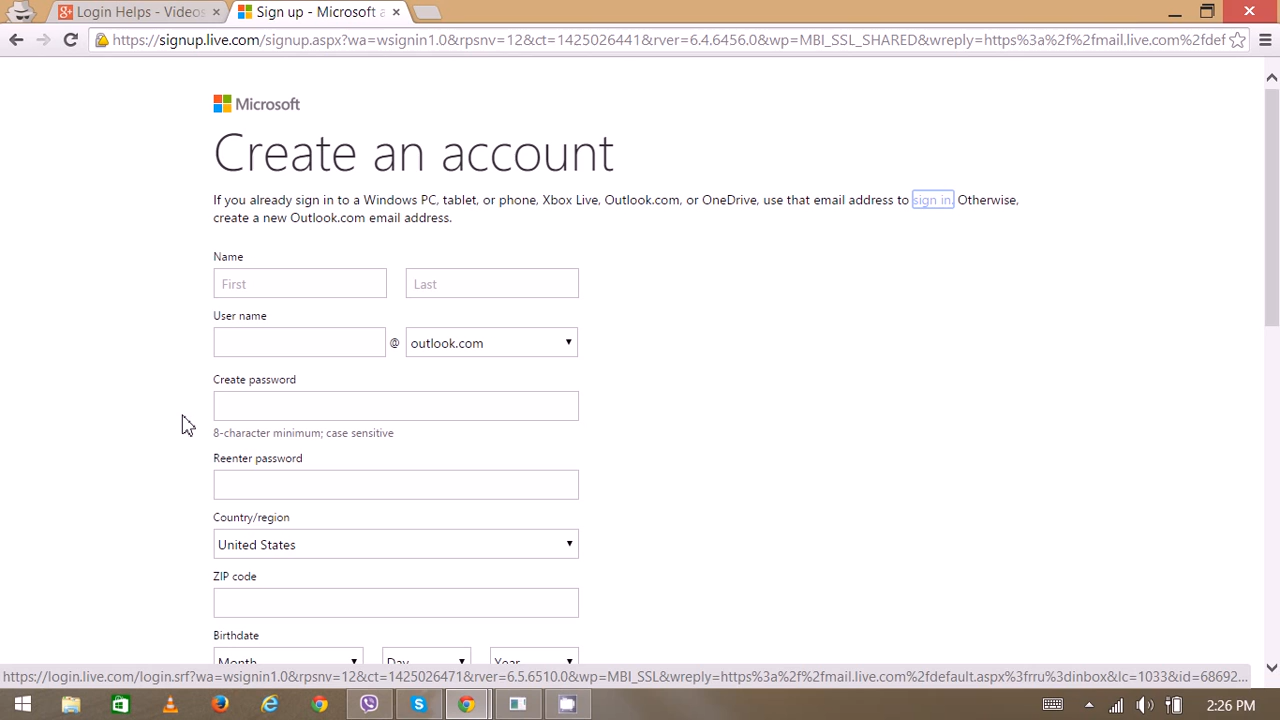 Login Helps - Videos
Sign up - Microsoft a
https://signup.live.com/signup.aspx?wa=wsignin1.0&rpsnv=12&ct=1425026441&rver=6.4.6456.0&wp=MBI_SSL_SHARED&wreply=https%3a%2f%2fmail.live.com%2fdef
Microsoft
Create an account
If you already sign in to a Windows PC, tablet, or phone, Xbox Live, Outlook.com, or OneDrive, use that email address to sign in. Otherwise,
create a new Outlook.com email address.
Name
First Last
User name
@ outlook.com
Create password
8-character minimum; case sensitive
Reenter password
Country/region
United States
ZIP code
Birthdate
Month Day Year
https://login.live.com/login.srf?wa=wsignin1.0&rpsnv=12&ct=1425026471&rver=6.5.6510.0&wp=MBI_SSL&wreply=https%3a%2f%2fmail.live.com%2fdefault.aspx%3frru%3dinbox&lc=1033&id=68692...
2:26 PM